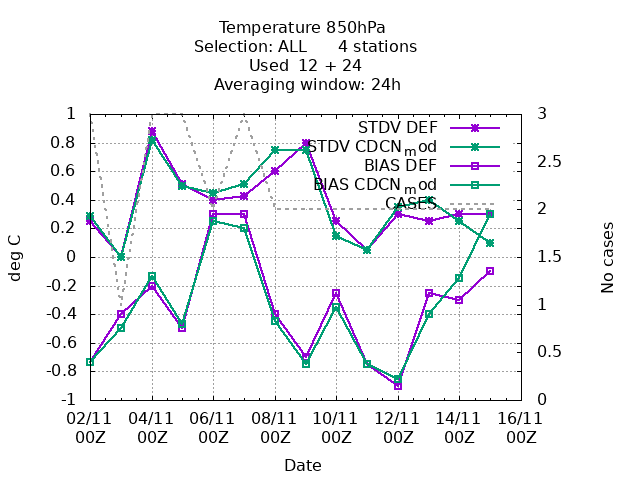 Temperature 850hPa
Selection: ALL      4 stations
Used  12 + 24
Averaging window: 24h
1
0.8
0.6
0.4
0.2
0
-0.2
-0.4
-0.6
-0.8
-1
deg C
STDV DEF
STDV CDCNmod
BIAS DEF
BIAS CDCNmod
CASES
3
2.5
2
1.5
1
0.5
0
No cases
02/11 04/11 06/11 08/11 10/11 12/11 14/11 16/11
00Z 00Z 00Z 00Z 00Z 00Z 00Z 00Z
Date